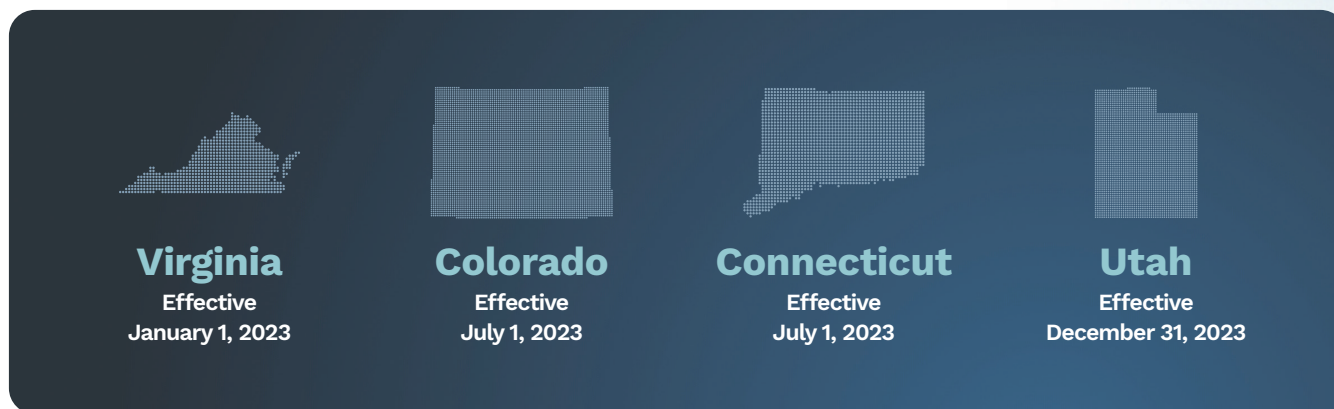 Virginia
Effective
January 1, 2023
Colorado
Effective
July 1, 2023
Connecticut
Effective
July 1, 2023
Utah
Effective
December 31, 2023